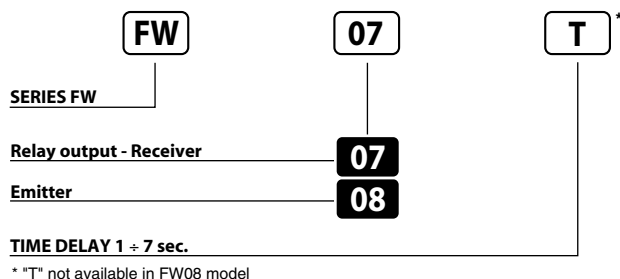 FW 07 T *
SERIES FW
Relay output - Receiver 07
Emitter 08
TIME DELAY 1 ÷ 7 sec.
* "T" not available in FW08 model